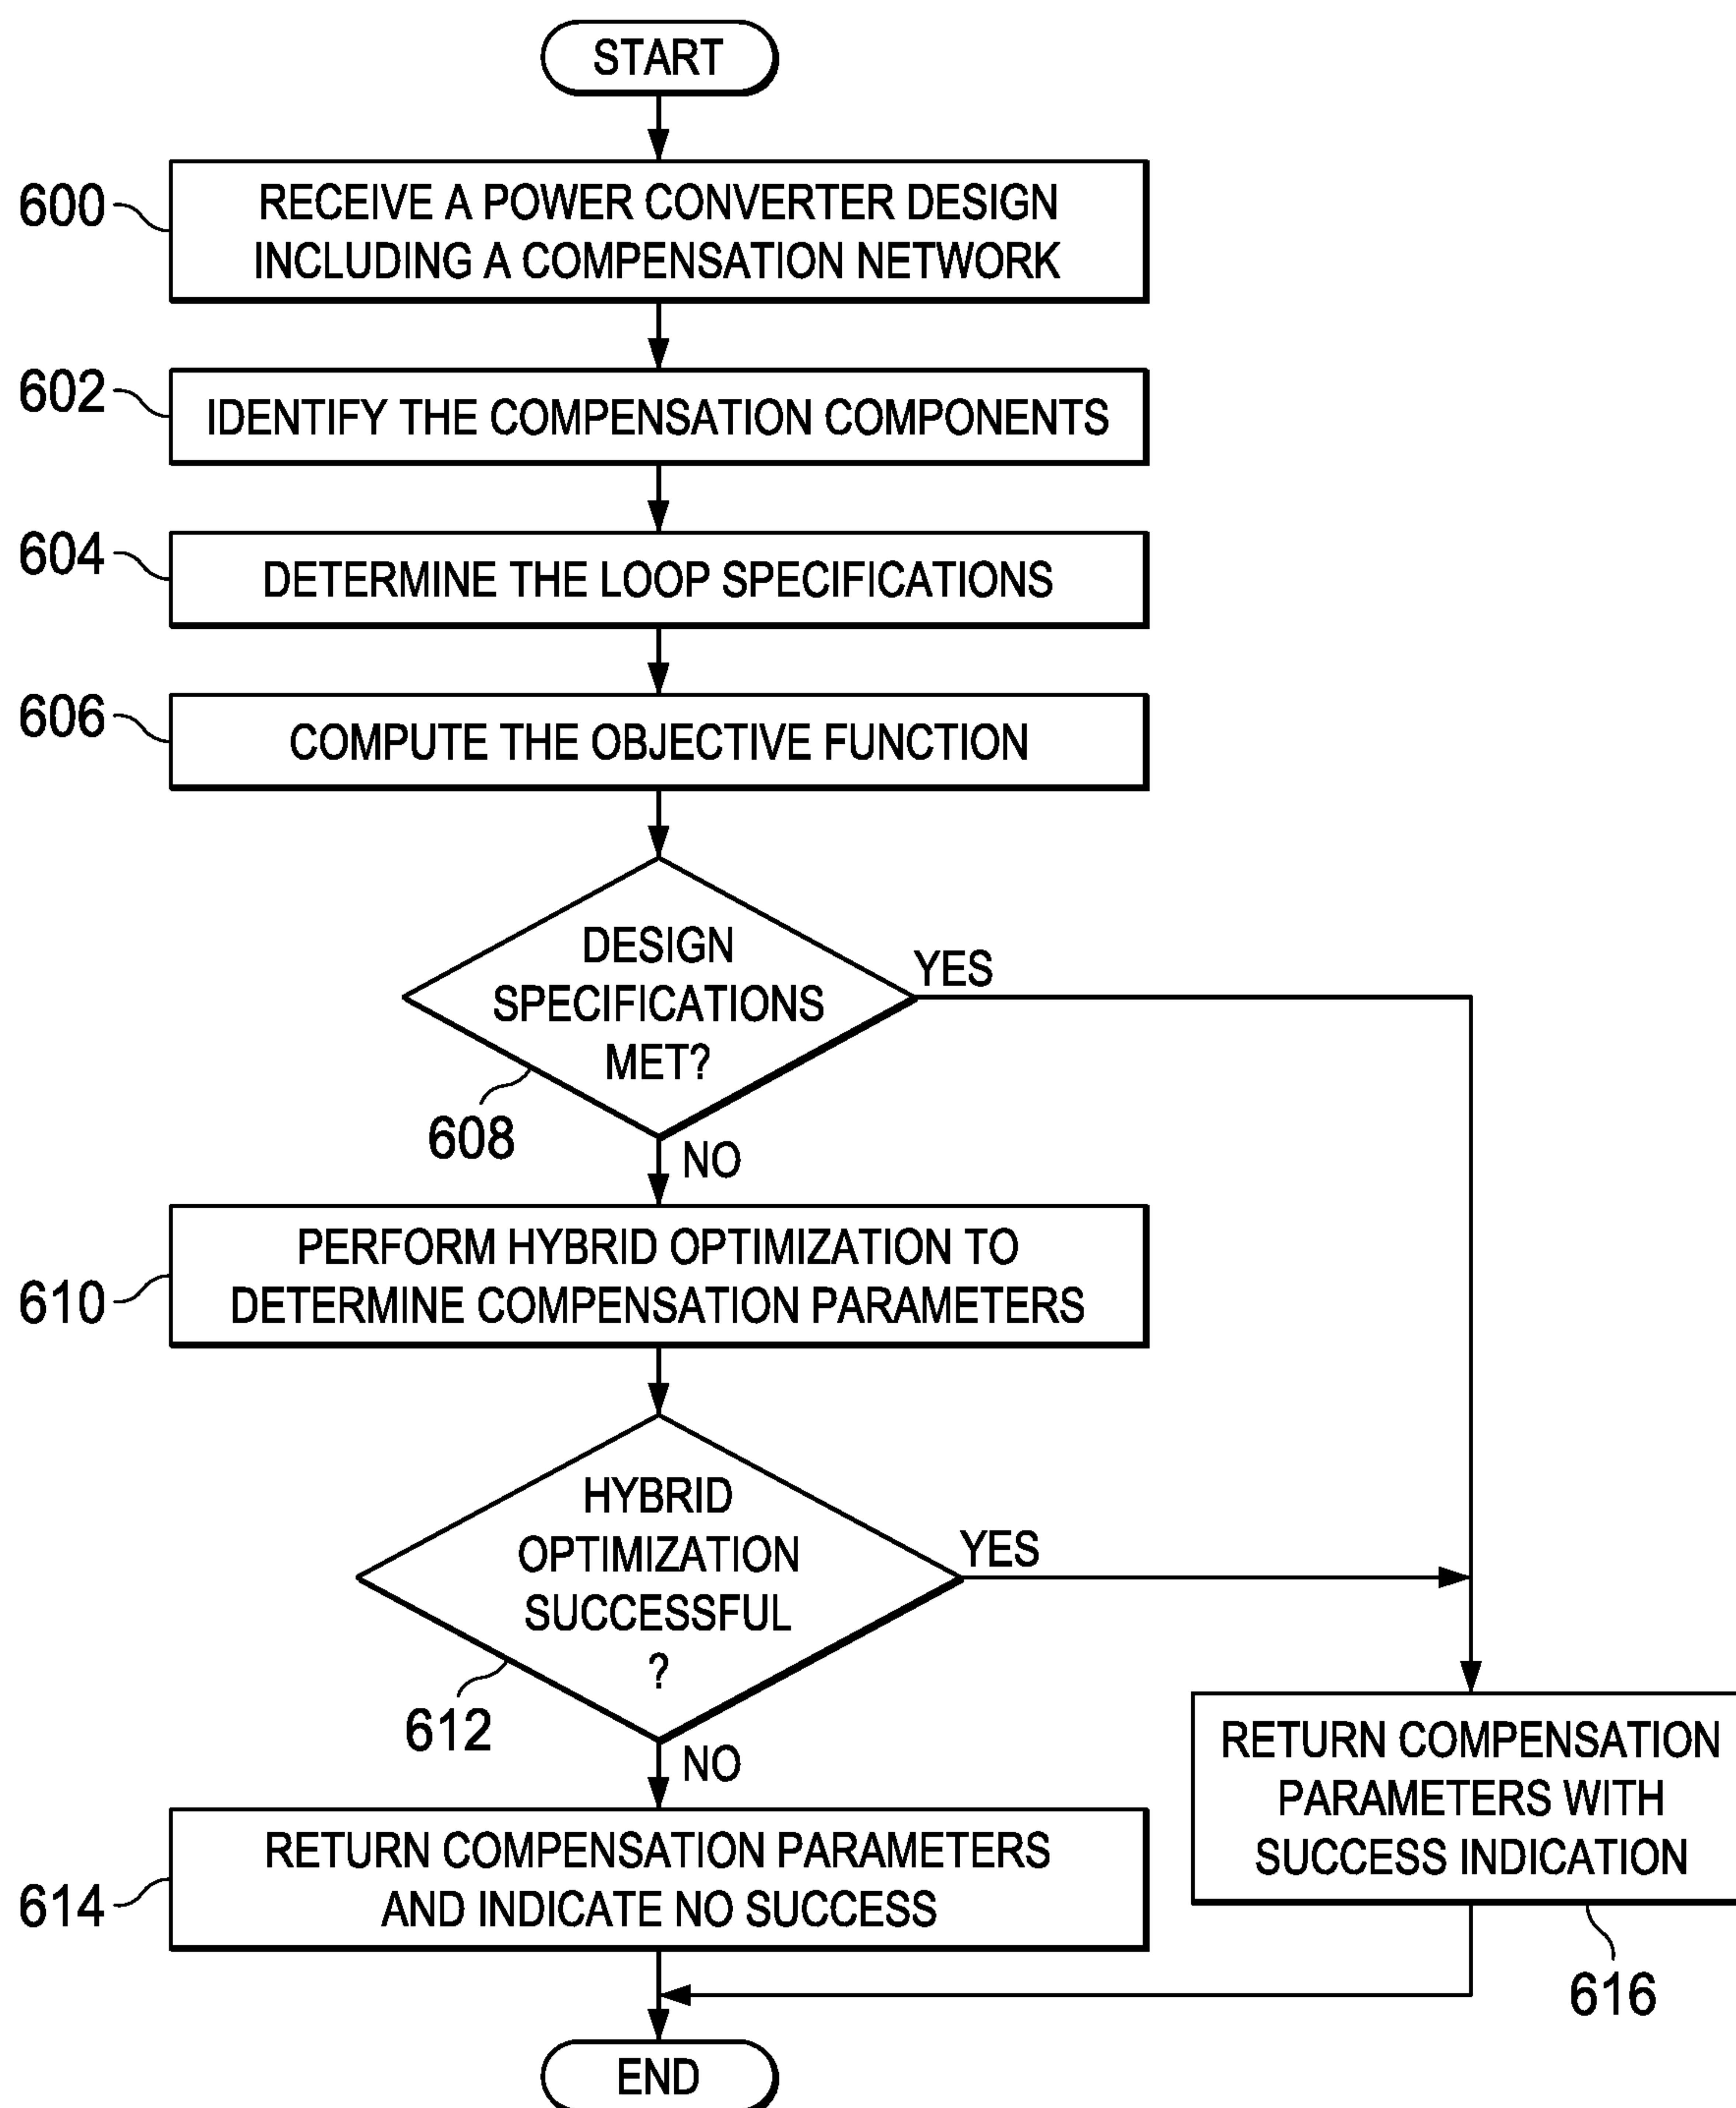 START
600
RECEIVE A POWER CONVERTER DESIGN
INCLUDING A COMPENSATION NETWORK
602
IDENTIFY THE COMPENSATION COMPONENTS
604
DETERMINE THE LOOP SPECIFICATIONS
606
COMPUTE THE OBJECTIVE FUNCTION
DESIGN
SPECIFICATIONS
MET?
YES
608
NO
610
PERFORM HYBRID OPTIMIZATION TO
DETERMINE COMPENSATION PARAMETERS
HYBRID
OPTIMIZATION
SUCCESSFUL
?
YES
612
NO
614
RETURN COMPENSATION PARAMETERS
AND INDICATE NO SUCCESS
RETURN COMPENSATION
PARAMETERS WITH
SUCCESS INDICATION
616
END